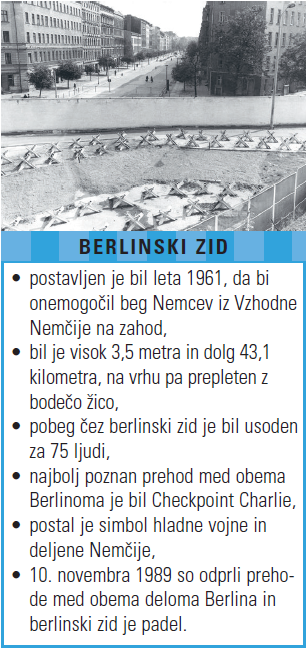 BERLINSKI ZID
• postavljen je bil leta 1961, da bi
onemogočil beg Nemcev iz Vzhodne
Nemčije na zahod,
• bil je visok 3,5 metra in dolg 43,1
kilometra, na vrhu pa prepleten z
bodečo žico,
• pobeg čez berlinski zid je bil usoden
za 75 ljudi,
• najbolj poznan prehod med obema
Berlinoma je bil Checkpoint Charlie,
• postal je simbol hladne vojne in
deljene Nemčije,
• 10. novembra 1989 so odprli preho-
de med obema deloma Berlina in
berlinski zid je padel.